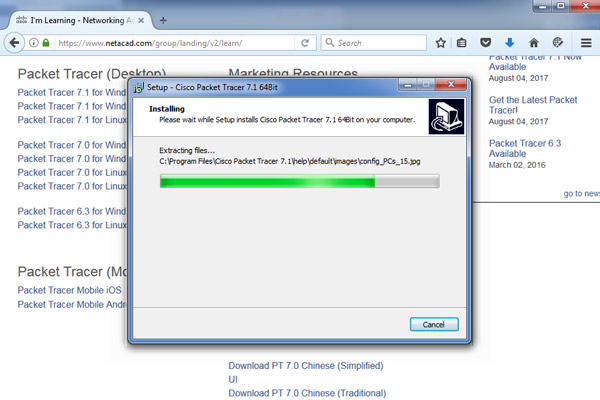 I'm Learning - Networking A
https://www.netacad.com/group/landing/v2/learn/
Search
Packet Tracer (Desktop)
Packet Tracer 7.1 for Wind
Packet Tracer 7.1 for Wind
Packet Tracer 7.1 for Linux
Packet Tracer 7.0 for Wind
Packet Tracer 7.0 for Wind
Packet Tracer 7.0 for Linux
Packet Tracer 7.0 for Linux
Packet Tracer 6.3 for Wind
Packet Tracer 6.3 for Linux
Packet Tracer (Mo
Packet Tracer Mobile iOS
Packet Tracer Mobile Andr
Marketing Resources
Setup - Cisco Packet Tracer 7.1 64Bit
Installing
Please wait while Setup installs Cisco Packet Tracer 7.1 64Bit on your computer.
Extracting files...
C:\Program Files\Cisco Packet Tracer 7.1\help\default\images\config_PCs_15.jpg
Cancel
Download PT 7.0 Chinese (Simplified)
UI
Download PT 7.0 Chinese (Traditional)
Packet Tracer 7.1 Now
Available
August 04, 2017
Get the Latest Packet
Tracer!
August 04, 2017
Packet Tracer 6.3
Available
March 02, 2016
go to news